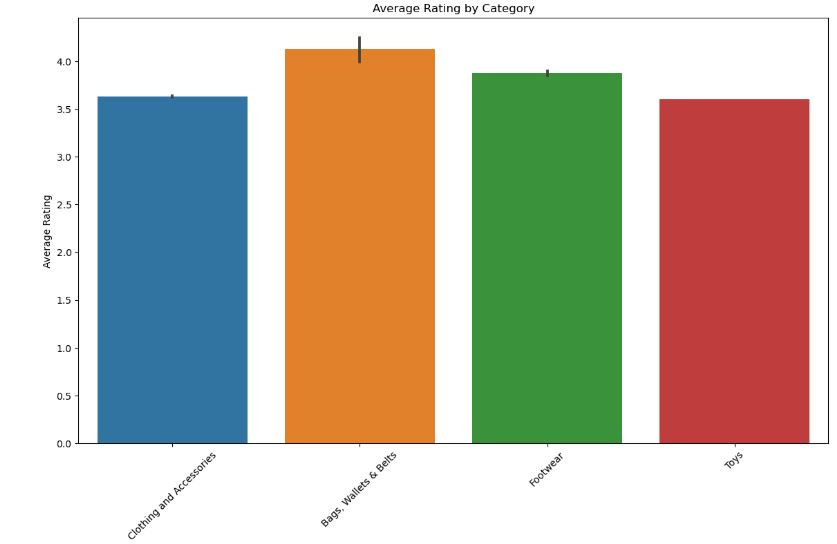 Average Rating by Category
Average Rating
4.0
3.5
3.0
2.5
2.0
1.5
1.0
0.5
0.0
Clothing and Accessories
Bags, Wallets & Belts
Footwear
Toys